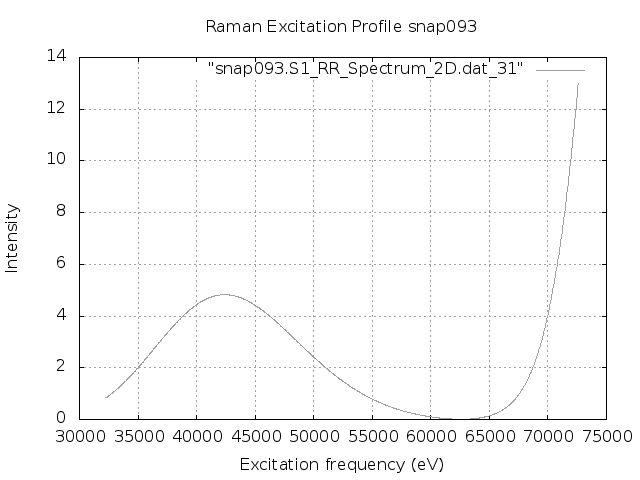 Raman Excitation Profile snap093
"snap093.S1_RR_Spectrum_2D.dat_31"
14
12
10
8
6
4
2
0
Intensity
30000 35000 40000 45000 50000 55000 60000 65000 70000 75000
Excitation frequency (eV)